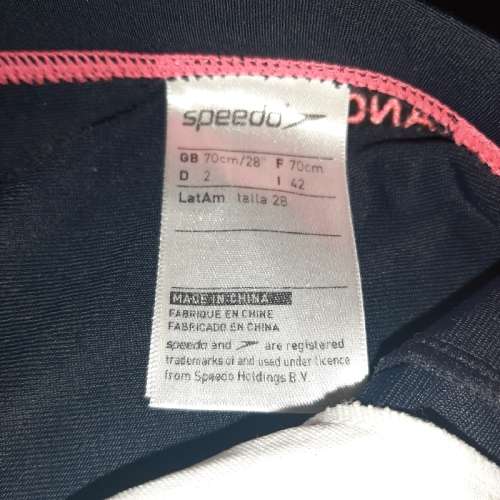 speedo
GB 70cm/28" F 70cm
D 2 I 42
LatAm talla 28
MADE IN CHINA
FABRIQUE EN CHINE
FABRICADO EN CHINA
speedo and are registered
trademarks of and used under licence
from Speedo Holdings B.V.